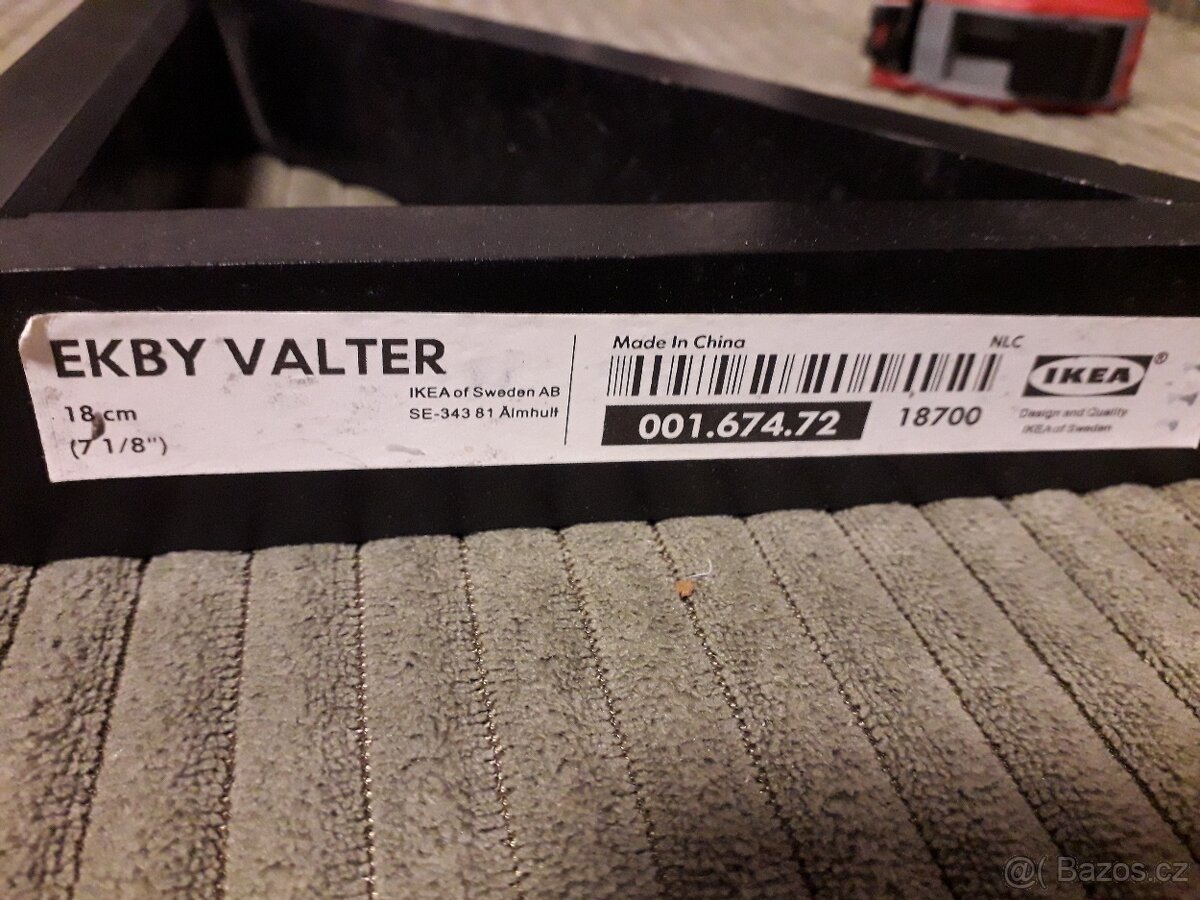 EKBY VALTER
18 cm
(7 1/8")
IKEA of Sweden AB
SE-343 81 Älmhult
Made In China
NLC
001.674.72
18700
IKEA®
Design and Quality
IKEA of Sweden
@( Bazos.cz